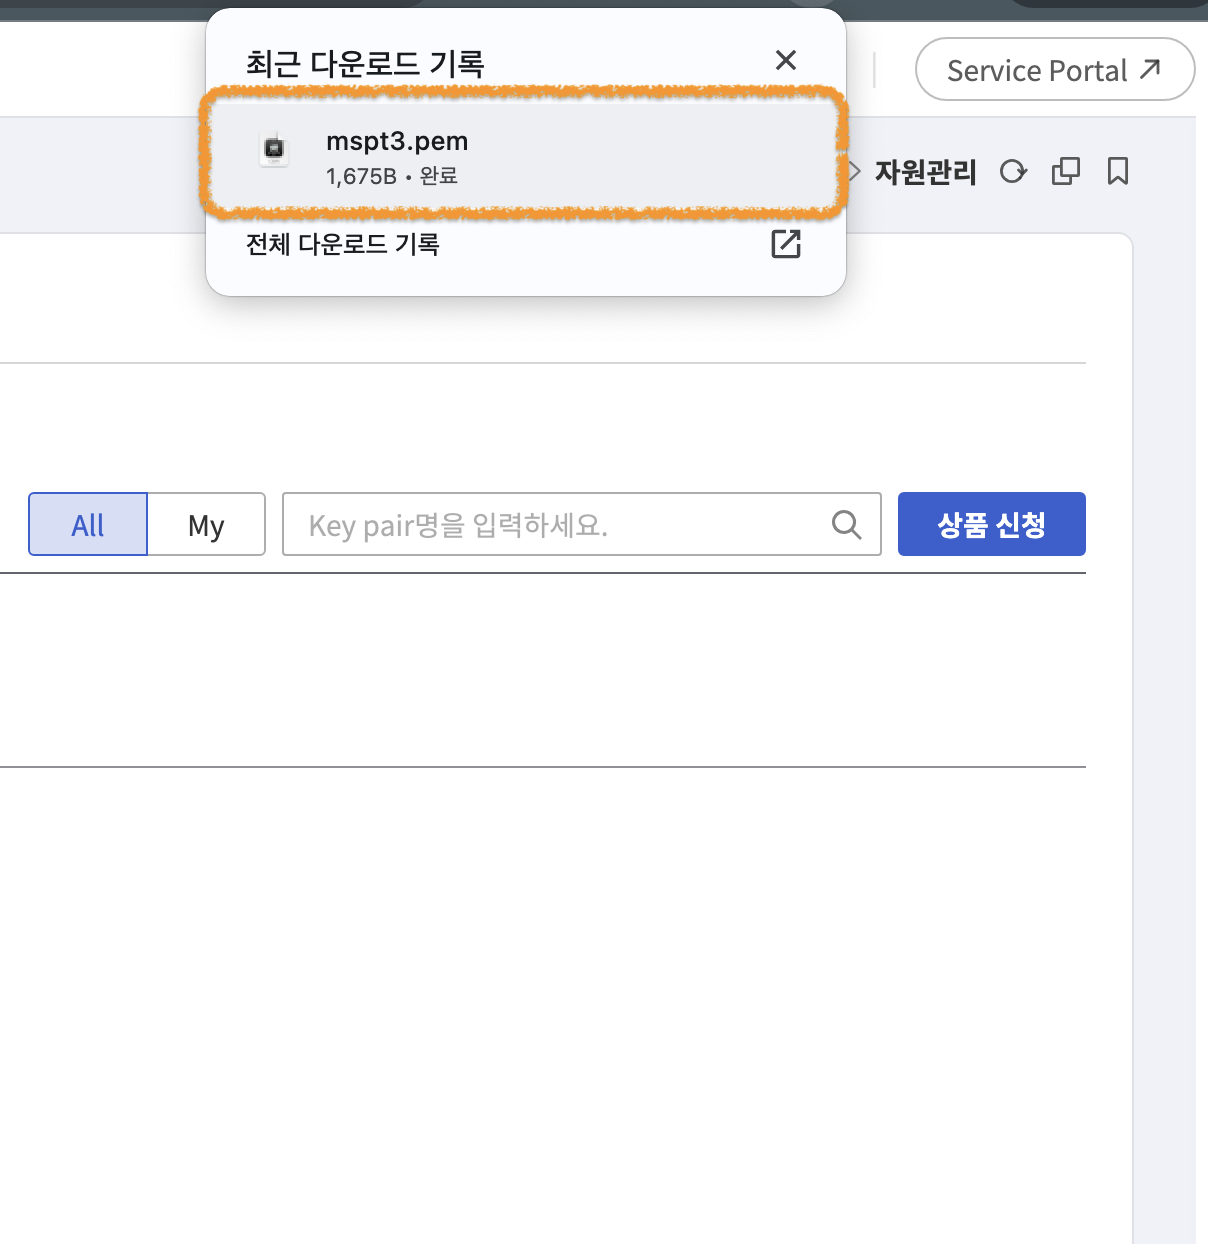 최근 다운로드 기록
Service Portal
mspt3.pem
1,675B • 완료
자원관리
전체 다운로드 기록
All
My
Key pair명을 입력하세요.
상품 신청